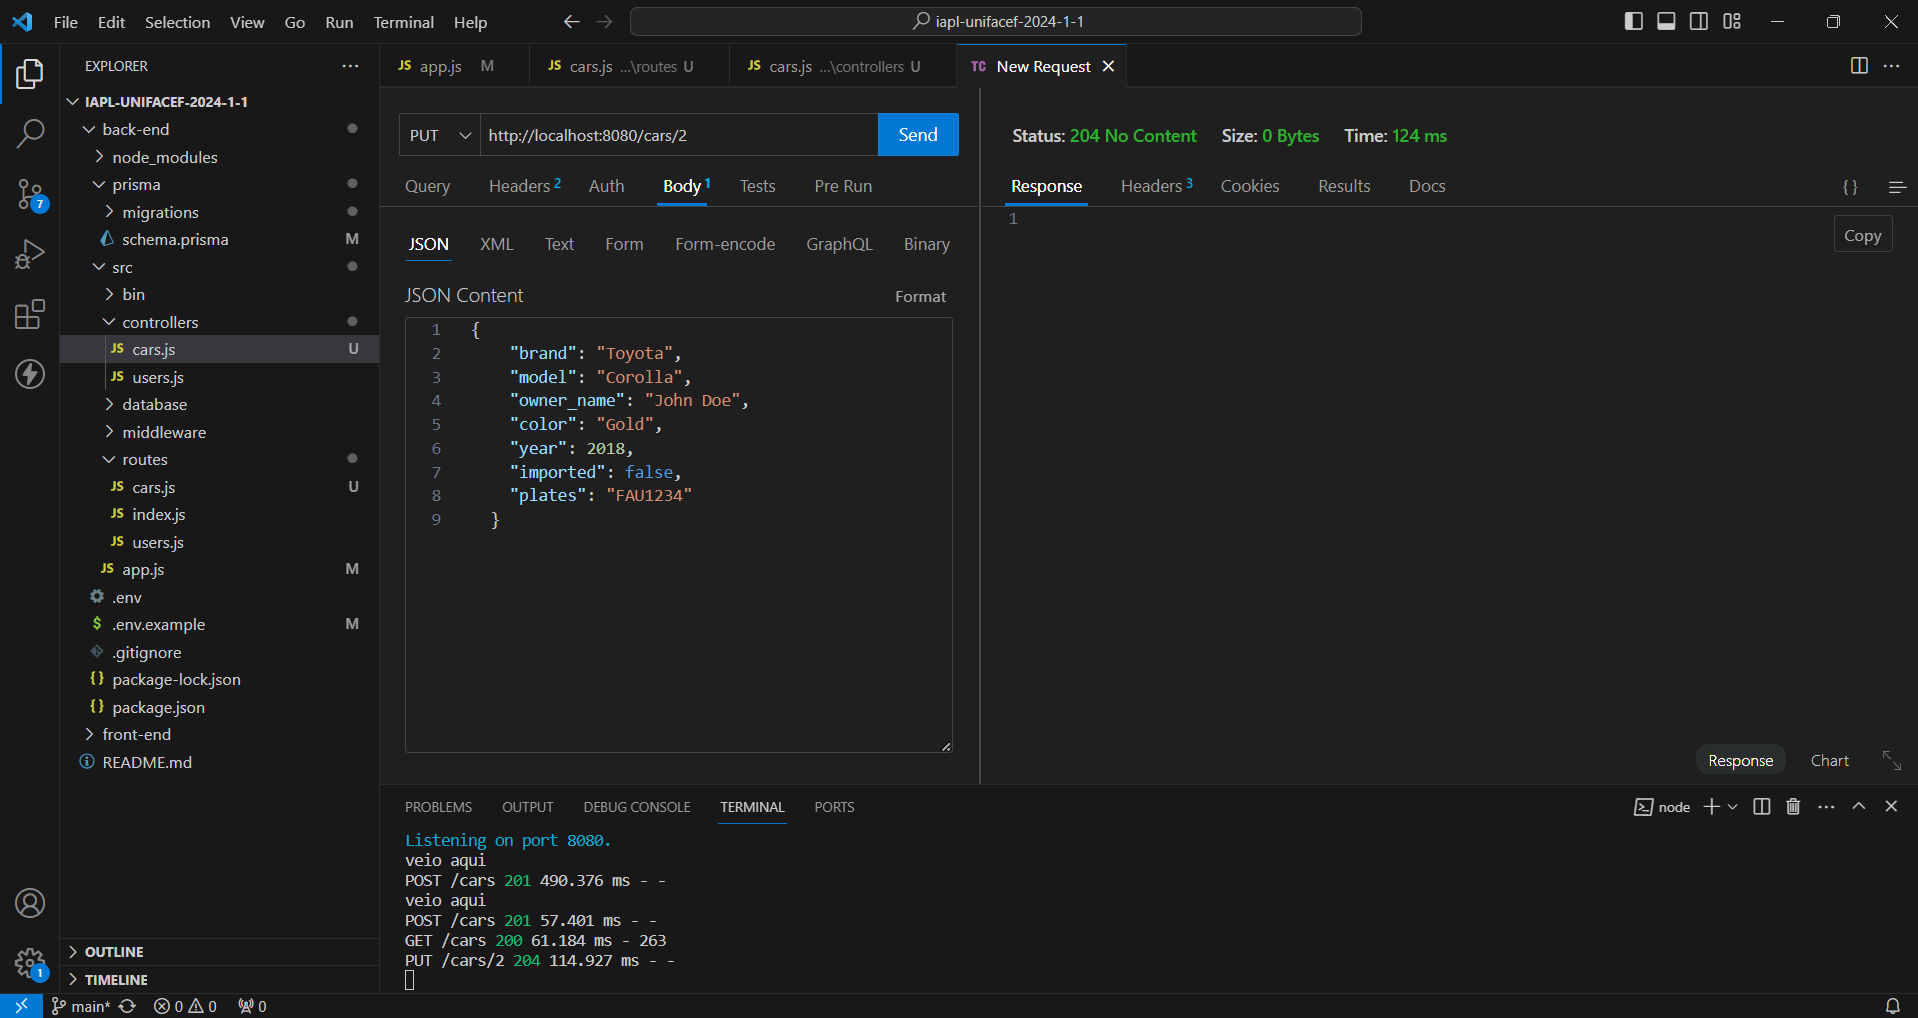 File Edit Selection View Go Run Terminal Help
iapl-unifacef-2024-1-1
EXPLORER
IAPL-UNIFACEF-2024-1-1
back-end
node_modules
prisma
migrations
schema.prisma M
src
bin
controllers
JS cars.js U
JS users.js
database
middleware
routes
JS cars.js U
JS index.js
JS users.js
JS app.js M
.env
$ .env.example M
.gitignore
{} package-lock.json
{} package.json
front-end
README.md
OUTLINE
TIMELINE
7
1
JS app.js M
JS cars.js ...\routes U
JS cars.js ...\controllers U
TC New Request
PUT http://localhost:8080/cars/2 Send
Query Headers 2 Auth Body 1 Tests Pre Run
JSON XML Text Form Form-encode GraphQL Binary
JSON Content Format
1 {
2 "brand": "Toyota",
3 "model": "Corolla",
4 "owner_name": "John Doe",
5 "color": "Gold",
6 "year": 2018,
7 "imported": false,
8 "plates": "FAU1234"
9 }
Status: 204 No Content Size: 0 Bytes Time: 124 ms
Response Headers 3 Cookies Results Docs {}
1
Copy
Response Chart
PROBLEMS OUTPUT DEBUG CONSOLE TERMINAL PORTS
node
Listening on port 8080.
veio aqui
POST /cars 201 490.376 ms - -
veio aqui
POST /cars 201 57.401 ms - -
GET /cars 200 61.184 ms - 263
PUT /cars/2 204 114.927 ms - -
main* 0 0 0